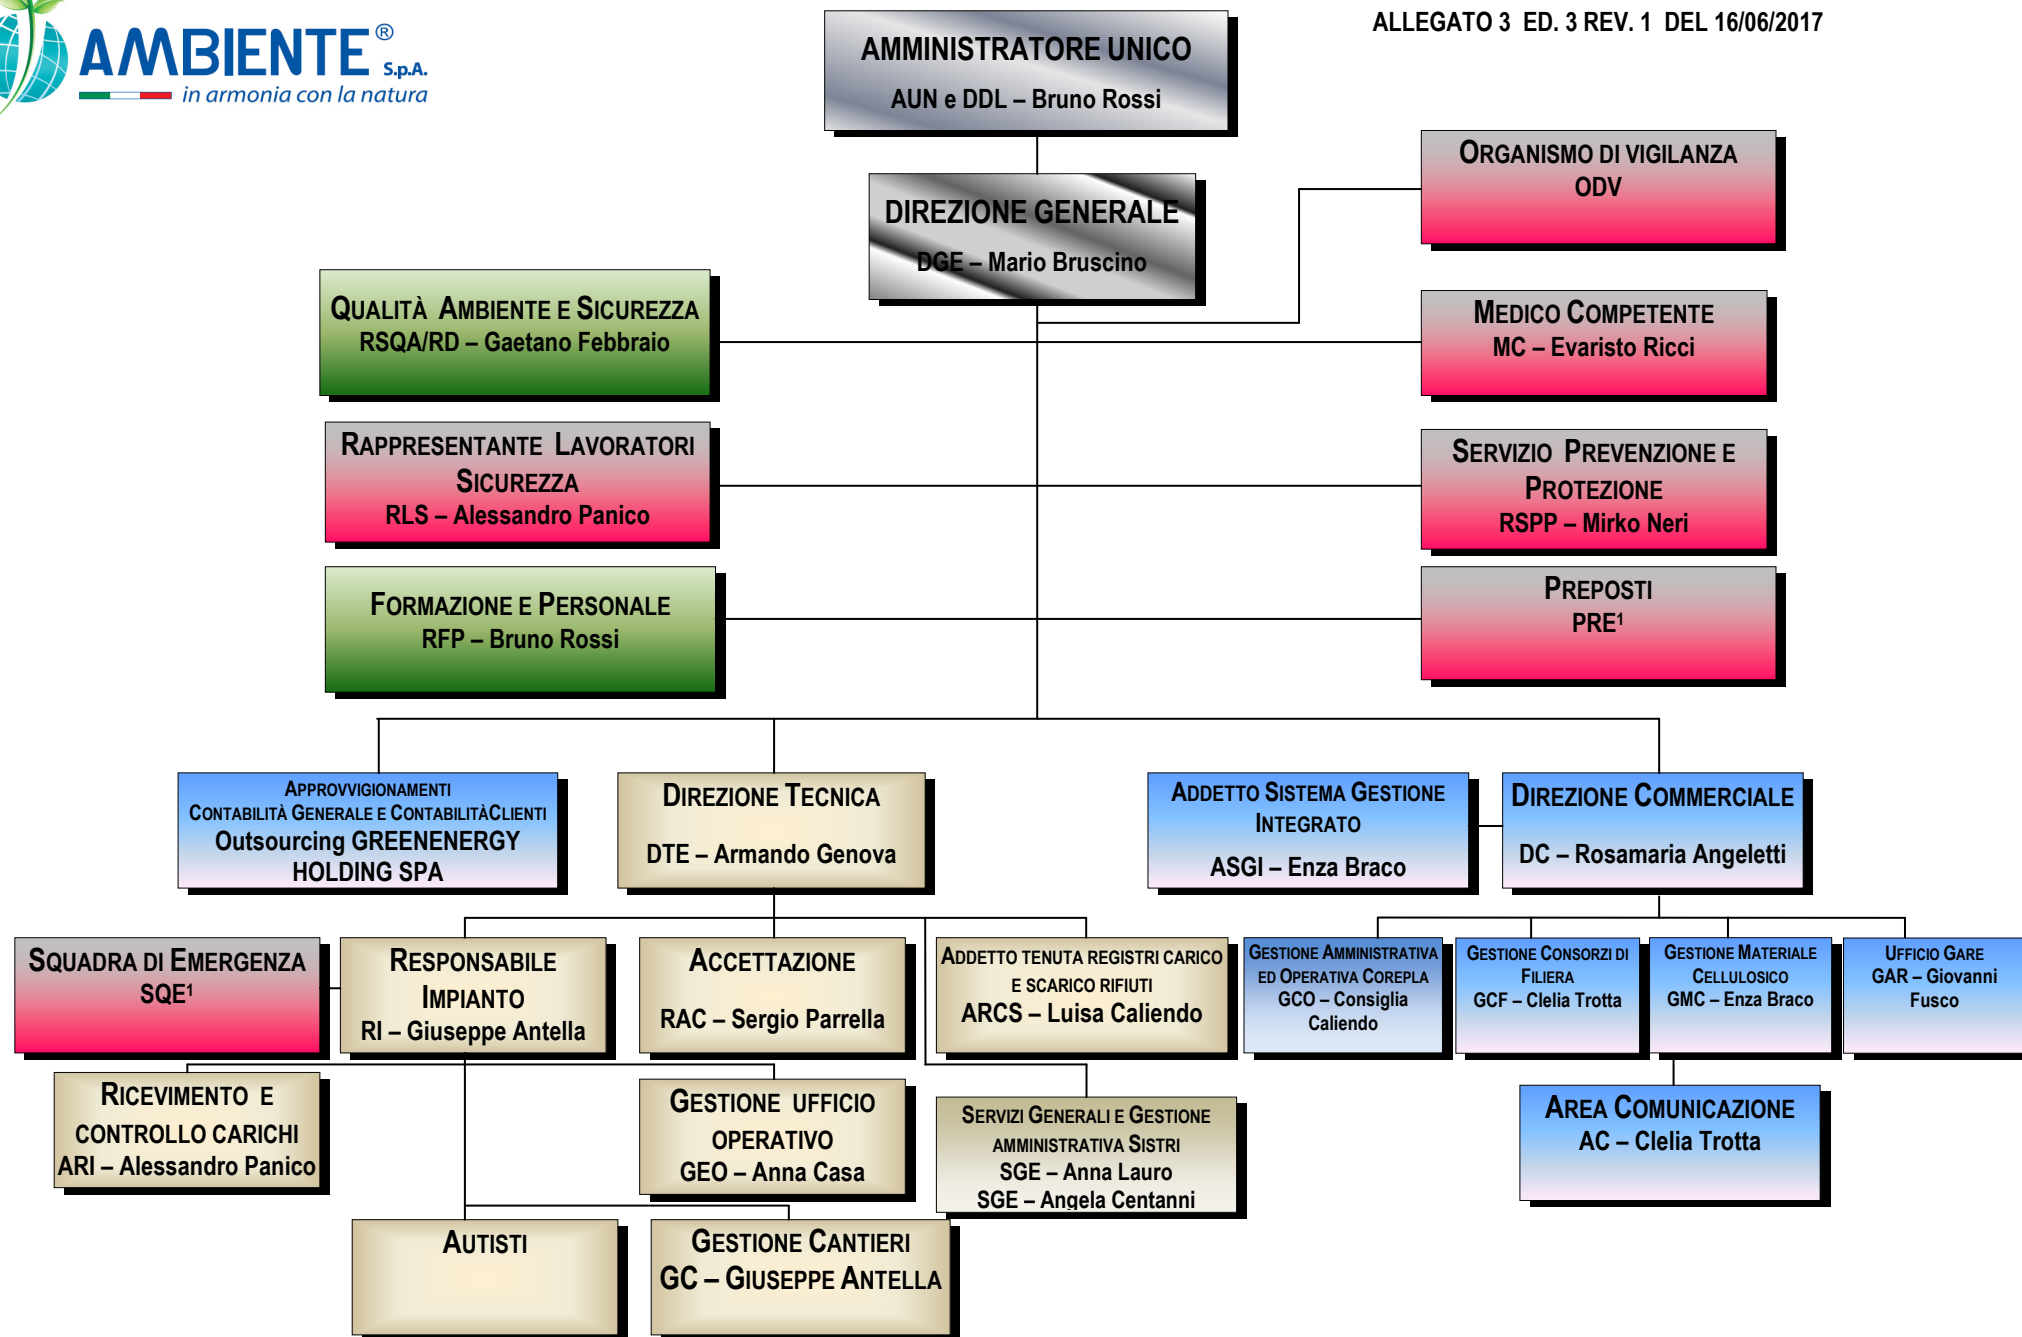 AMBIENTE® S.p.A.
in armonia con la natura
ALLEGATO 3 ED. 3 REV. 1 DEL 16/06/2017
AMMINISTRATORE UNICO
AUN e DDL – Bruno Rossi
DIREZIONE GENERALE
DGE – Mario Bruscino
ORGANISMO DI VIGILANZA
ODV
QUALITÀ AMBIENTE E SICUREZZA
RSQA/RD – Gaetano Febbraio
MEDICO COMPETENTE
MC – Evaristo Ricci
RAPPRESENTANTE LAVORATORI
SICUREZZA
RLS – Alessandro Panico
SERVIZIO PREVENZIONE E
PROTEZIONE
RSPP – Mirko Neri
FORMAZIONE E PERSONALE
RFP – Bruno Rossi
PREPOSTI
PRE¹
APPROVVIGIONAMENTI
CONTABILITÀ GENERALE E CONTABILITÀCLIENTI
Outsourcing GREENENERGY
HOLDING SPA
DIREZIONE TECNICA
DTE – Armando Genova
ADDETTO SISTEMA GESTIONE
INTEGRATO
ASGI – Enza Braco
DIREZIONE COMMERCIALE
DC – Rosamaria Angeletti
SQUADRA DI EMERGENZA
SQE¹
RESPONSABILE
IMPIANTO
RI – Giuseppe Antella
ACCETTAZIONE
RAC – Sergio Parrella
ADDETTO TENUTA REGISTRI CARICO
E SCARICO RIFIUTI
ARCS – Luisa Caliendo
GESTIONE AMMINISTRATIVA
ED OPERATIVA COREPLA
GCO – Consiglia
Caliendo
GESTIONE CONSORZI DI
FILIERA
GCF – Clelia Trotta
GESTIONE MATERIALE
CELLULOSICO
GMC – Enza Braco
UFFICIO GARE
GAR – Giovanni
Fusco
RICEVIMENTO E
CONTROLLO CARICHI
ARI – Alessandro Panico
GESTIONE UFFICIO
OPERATIVO
GEO – Anna Casa
SERVIZI GENERALI E GESTIONE
AMMINISTRATIVA SISTRI
SGE – Anna Lauro
SGE – Angela Centanni
AREA COMUNICAZIONE
AC – Clelia Trotta
AUTISTI
GESTIONE CANTIERI
GC – GIUSEPPE ANTELLA